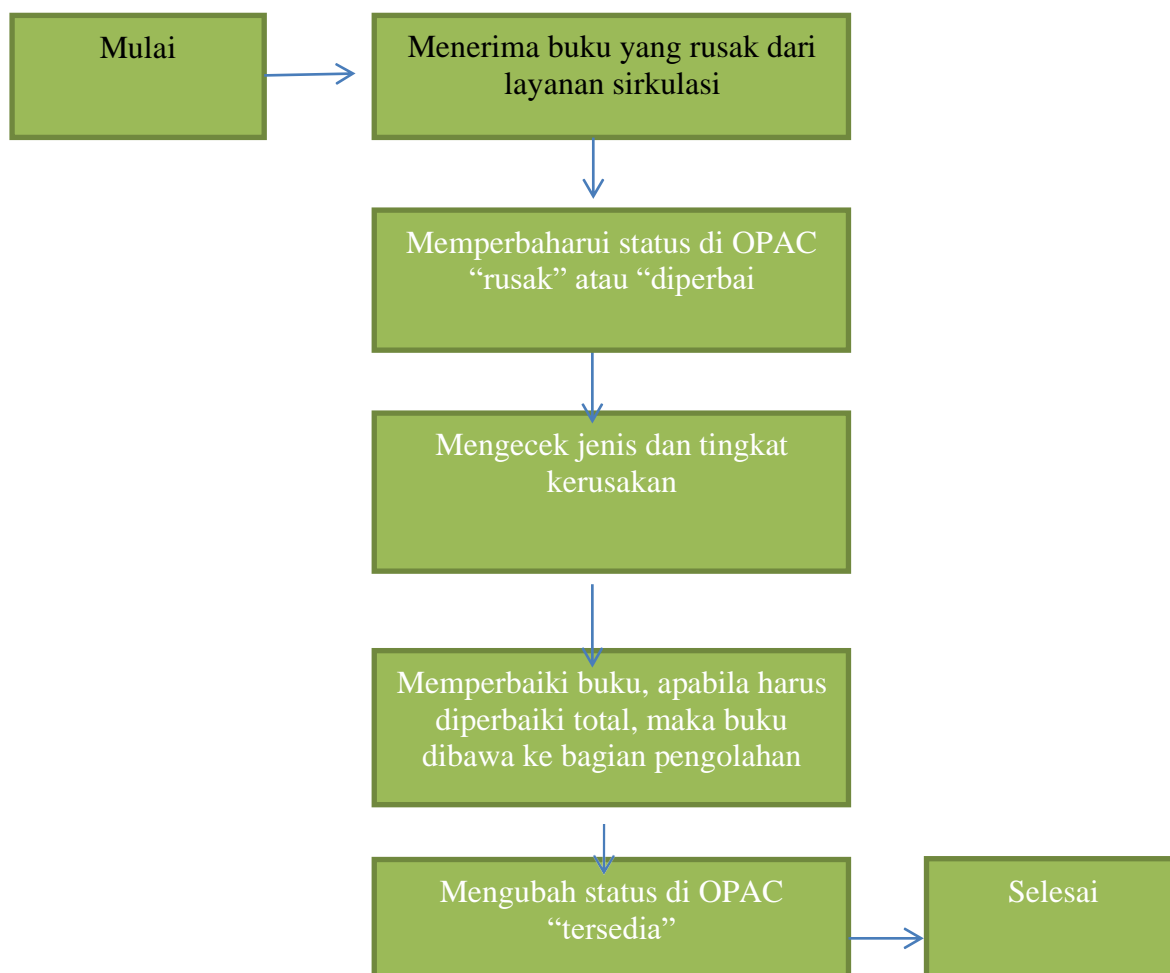 Mulai
Menerima buku yang rusak dari
layanan sirkulasi
Memperbaharui status di OPAC
“rusak” atau “diperbai
Mengecek jenis dan tingkat
kerusakan
Memperbaiki buku, apabila harus
diperbaiki total, maka buku
dibawa ke bagian pengolahan
Mengubah status di OPAC
“tersedia”
Selesai